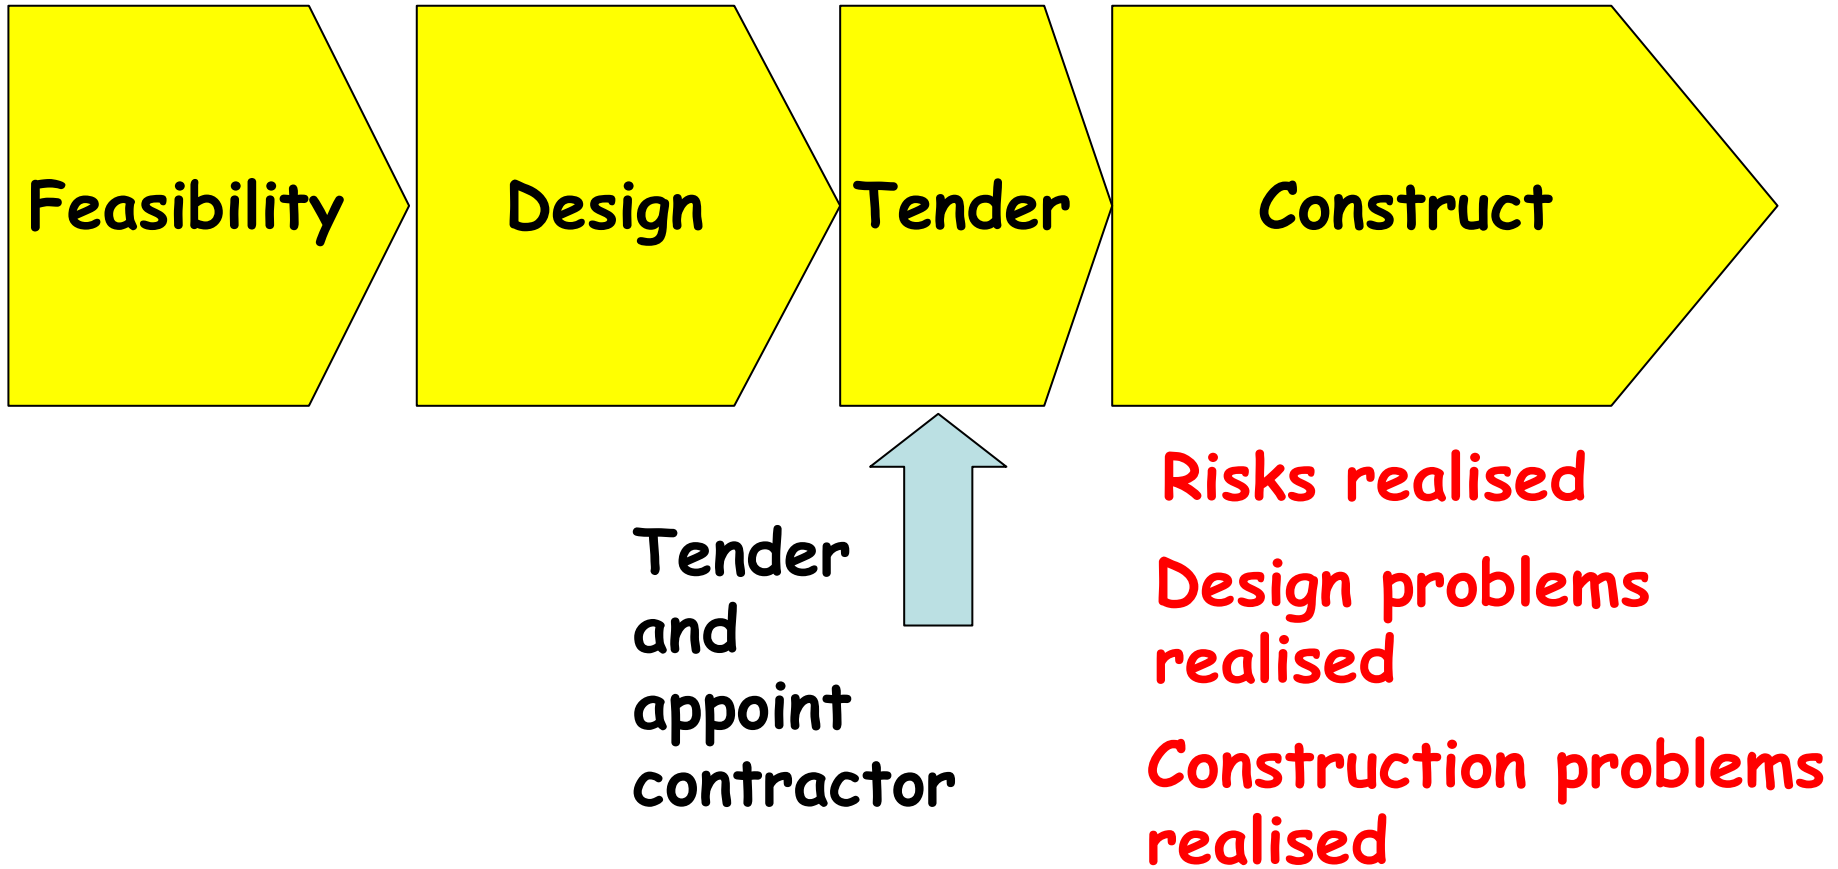 Feasibility
Design
Tender
Construct
Tender
and
appoint
contractor
Risks realised
Design problems
realised
Construction problems
realised